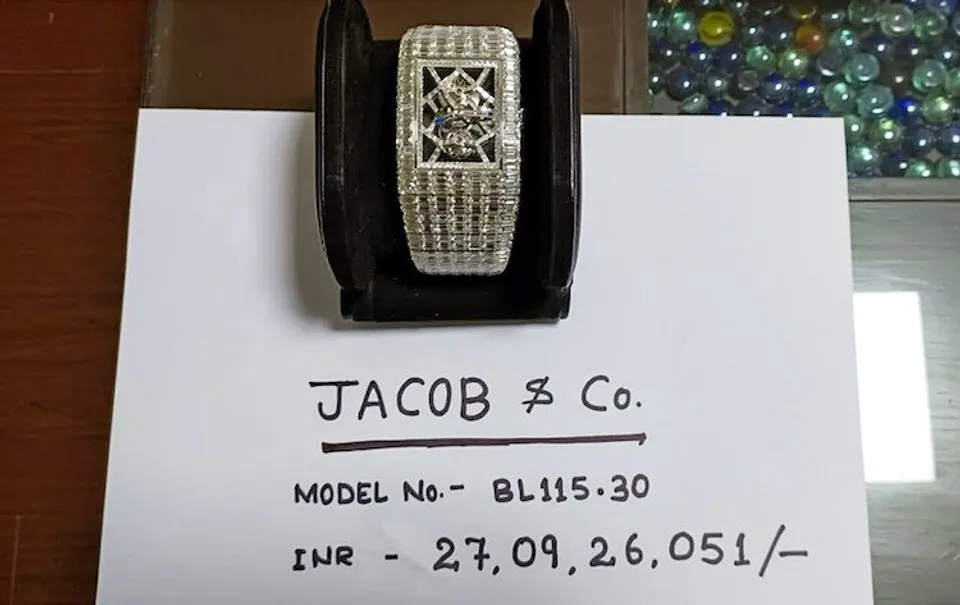 JACOB & Co.
MODEL No.- BL115.30
INR - 27,09,26,051/-